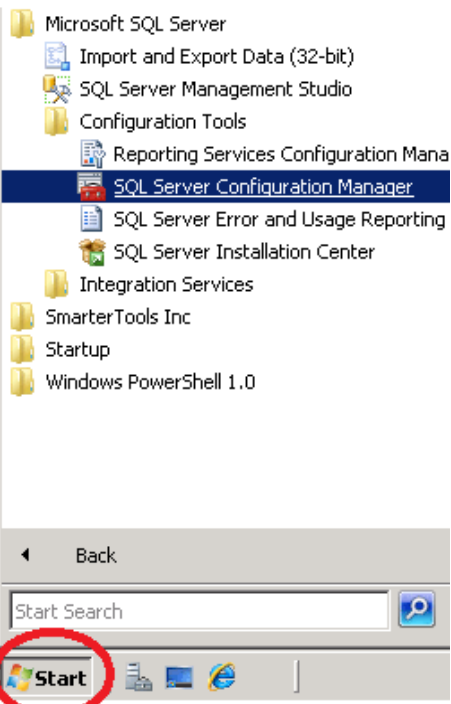 Microsoft SQL Server
Import and Export Data (32-bit)
SQL Server Management Studio
Configuration Tools
Reporting Services Configuration Mana
SQL Server Configuration Manager
SQL Server Error and Usage Reporting
SQL Server Installation Center
Integration Services
SmarterTools Inc
Startup
Windows PowerShell 1.0
Back
Start Search
Start